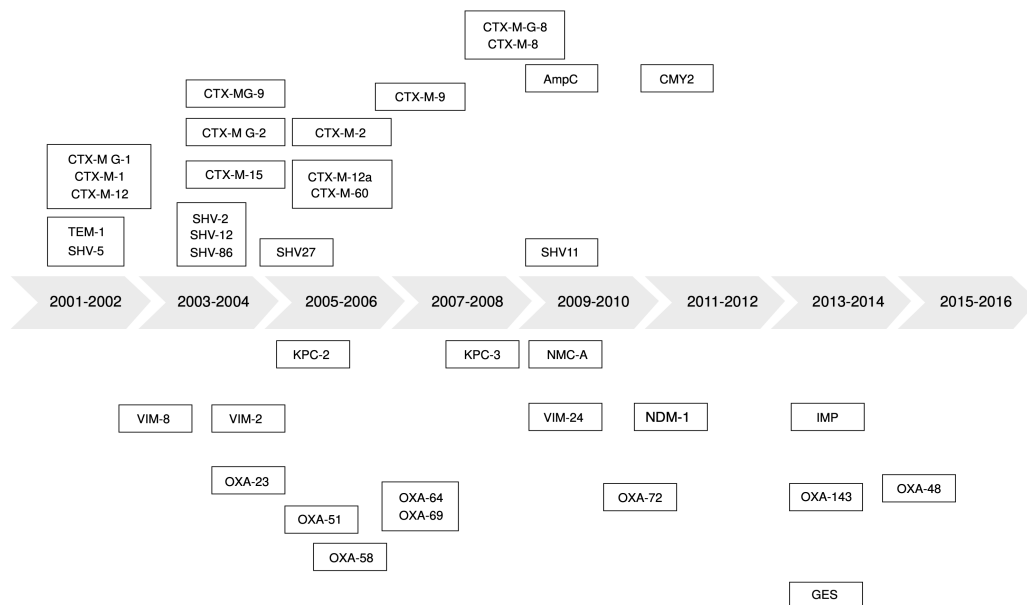 CTX-M-G-8
CTX-M-8
AmpC
CMY2
CTX-MG-9
CTX-M-9
CTX-M G-2
CTX-M-2
CTX-M G-1
CTX-M-1
CTX-M-12
CTX-M-15
CTX-M-12a
CTX-M-60
TEM-1
SHV-5
SHV-2
SHV-12
SHV-86
SHV27
SHV11
2001-2002
2003-2004
2005-2006
2007-2008
2009-2010
2011-2012
2013-2014
2015-2016
KPC-2
KPC-3
NMC-A
VIM-8
VIM-2
VIM-24
NDM-1
IMP
OXA-23
OXA-51
OXA-58
OXA-64
OXA-69
OXA-72
OXA-143
OXA-48
GES